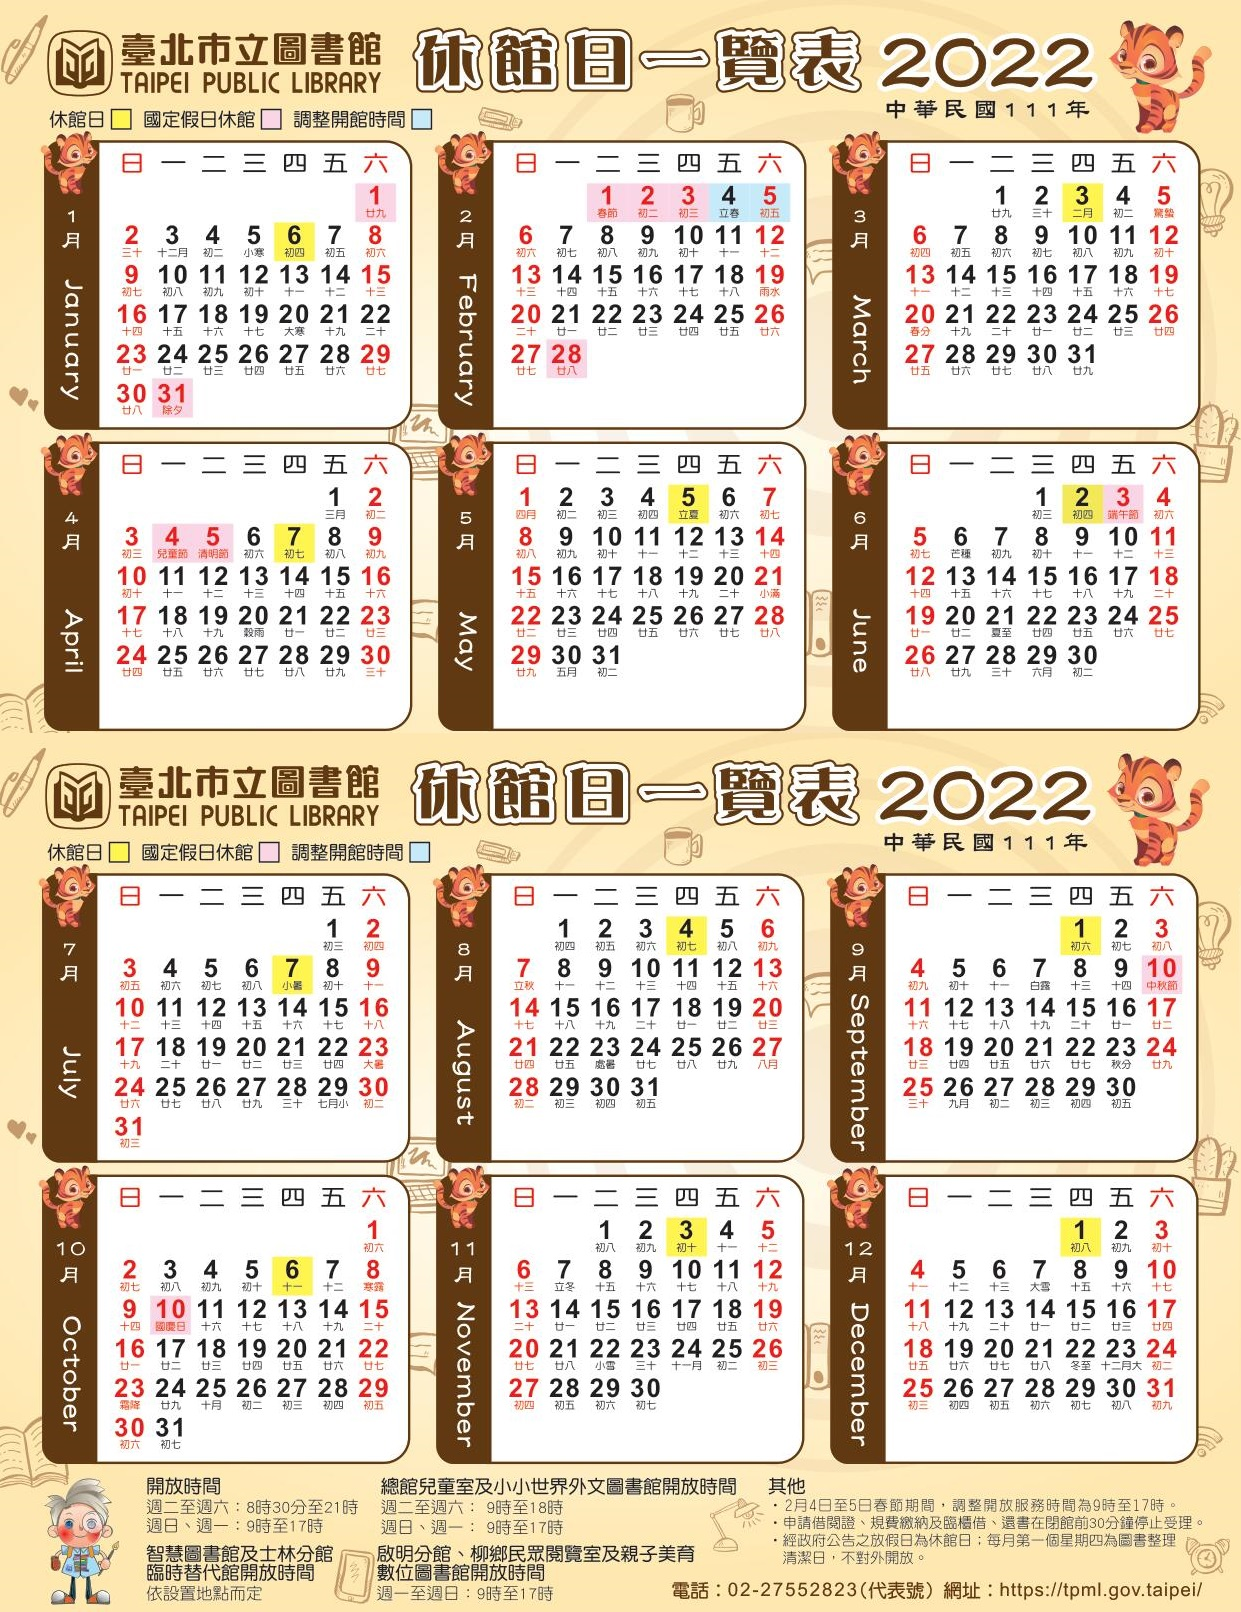 臺北市立圖書館
TAIPEI PUBLIC LIBRARY
休館日一覽表 2022
中華民國111年
休館日 國定假日休館 調整開館時間
1月 January
日 一 二 三 四 五 六
1
廿九
2 3 4 5 6 7 8
三十 十二月 初二 小寒 初四 初五 初六
9 10 11 12 13 14 15
初七 初八 初九 初十 十一 十二 十三
16 17 18 19 20 21 22
十四 十五 十六 十七 大寒 十九 二十
23 24 25 26 27 28 29
廿一 廿二 廿三 廿四 廿五 廿六 廿七
30 31
廿八 除夕
2月 February
日 一 二 三 四 五 六
1 2 3 4 5
春節 初二 初三 立春 初五
6 7 8 9 10 11 12
初六 初七 初八 初九 初十 十一 十二
13 14 15 16 17 18 19
十三 十四 十五 十六 十七 十八 雨水
20 21 22 23 24 25 26
二十 廿一 廿二 廿三 廿四 廿五 廿六
27 28
廿七 廿八
3月 March
日 一 二 三 四 五 六
1 2 3 4 5
廿九 三十 二月 初二 驚蟄
6 7 8 9 10 11 12
初四 初五 初六 初七 初八 初九 初十
13 14 15 16 17 18 19
十一 十二 十三 十四 十五 十六 十七
20 21 22 23 24 25 26
春分 十九 二十 廿一 廿二 廿三 廿四
27 28 29 30 31
廿五 廿六 廿七 廿八 廿九
4月 April
日 一 二 三 四 五 六
1 2
三月 初二
3 4 5 6 7 8 9
初三 兒童節 清明節 初六 初七 初八 初九
10 11 12 13 14 15 16
初十 十一 十二 十三 十四 十五 十六
17 18 19 20 21 22 23
十七 十八 十九 穀雨 廿一 廿二 廿三
24 25 26 27 28 29 30
廿四 廿五 廿六 廿七 廿八 廿九 三十
5月 May
日 一 二 三 四 五 六
1 2 3 4 5 6 7
四月 初二 初三 初四 立夏 初六 初七
8 9 10 11 12 13 14
初八 初九 初十 十一 十二 十三 十四
15 16 17 18 19 20 21
十五 十六 十七 十八 十九 二十 小滿
22 23 24 25 26 27 28
廿二 廿三 廿四 廿五 廿六 廿七 廿八
29 30 31
廿九 五月 初二
6月 June
日 一 二 三 四 五 六
1 2 3 4
初三 初四 端午節 初六
5 6 7 8 9 10 11
初七 芒種 初九 初十 十一 十二 十三
12 13 14 15 16 17 18
十四 十五 十六 十七 十八 十九 二十
19 20 21 22 23 24 25
廿一 廿二 夏至 廿四 廿五 廿六 廿七
26 27 28 29 30
廿八 廿九 三十 六月 初二
臺北市立圖書館
TAIPEI PUBLIC LIBRARY
休館日一覽表 2022
中華民國111年
休館日 國定假日休館 調整開館時間
7月 July
日 一 二 三 四 五 六
1 2
初三 初四
3 4 5 6 7 8 9
初五 初六 初七 初八 小暑 初十 十一
10 11 12 13 14 15 16
十二 十三 十四 十五 十六 十七 十八
17 18 19 20 21 22 23
十九 二十 廿一 廿二 廿三 廿四 大暑
24 25 26 27 28 29 30
廿六 廿七 廿八 廿九 三十 七月小 初二
31
初三
8月 August
日 一 二 三 四 五 六
1 2 3 4 5 6
初四 初五 初六 初七 初八 初九
7 8 9 10 11 12 13
立秋 十一 十二 十三 十四 十五 十六
14 15 16 17 18 19 20
十七 十八 十九 二十 廿一 廿二 廿三
21 22 23 24 25 26 27
廿四 廿五 處暑 廿七 廿八 廿九 八月
28 29 30 31
初二 初三 初四 初五
9月 September
日 一 二 三 四 五 六
1 2 3
初六 初七 初八
4 5 6 7 8 9 10
初九 初十 十一 白露 十三 十四 中秋節
11 12 13 14 15 16 17
十六 十七 十八 十九 二十 廿一 廿二
18 19 20 21 22 23 24
廿三 廿四 廿五 廿六 廿七 秋分 廿九
25 26 27 28 29 30
三十 九月 初二 初三 初四 初五
10月 October
日 一 二 三 四 五 六
1
初六
2 3 4 5 6 7 8
初七 初八 初九 初十 十一 十二 寒露
9 10 11 12 13 14 15
十四 國慶日 十六 十七 十八 十九 二十
16 17 18 19 20 21 22
廿一 廿二 廿三 廿四 廿五 廿六 廿七
23 24 25 26 27 28 29
霜降 廿九 十月 初二 初三 初四 初五
30 31
初六 初七
11月 November
日 一 二 三 四 五 六
1 2 3 4 5
初八 初九 初十 十一 十二
6 7 8 9 10 11 12
十三 立冬 十五 十六 十七 十八 十九
13 14 15 16 17 18 19
二十 廿一 廿二 廿三 廿四 廿五 廿六
20 21 22 23 24 25 26
廿七 廿八 小雪 三十 十一月 初二 初三
27 28 29 30
初四 初五 初六 初七
12月 December
日 一 二 三 四 五 六
1 2 3
初八 初九 初十
4 5 6 7 8 9 10
十一 十二 十三 大雪 十五 十六 十七
11 12 13 14 15 16 17
十八 十九 二十 廿一 廿二 廿三 廿四
18 19 20 21 22 23 24
廿五 廿六 廿七 廿八 冬至 十二月大 初二
25 26 27 28 29 30 31
初三 初四 初五 初六 初七 初八 初九
開放時間
週二至週六：8時30分至21時
週日、週一：9時至17時
智慧圖書館及士林分館
臨時替代館開放時間
依設置地點而定
總館兒童室及小小世界外文圖書館開放時間
週二至週六： 9時至18時
週日、週一： 9時至17時
啟明分館、柳鄉民眾閱覽室及親子美育
數位圖書館開放時間
週一至週日：9時至17時
其他
・2月4日至5日春節期間，調整開放服務時間為9時至17時。
・申請借閱證、規費繳納及臨櫃借、還書在閉館前30分鐘停止受理。
・經政府公告之放假日為休館日；每月第一個星期四為圖書整理
清潔日，不對外開放。
電話：02-27552823(代表號) 網址：https://tpml.gov.taipei/